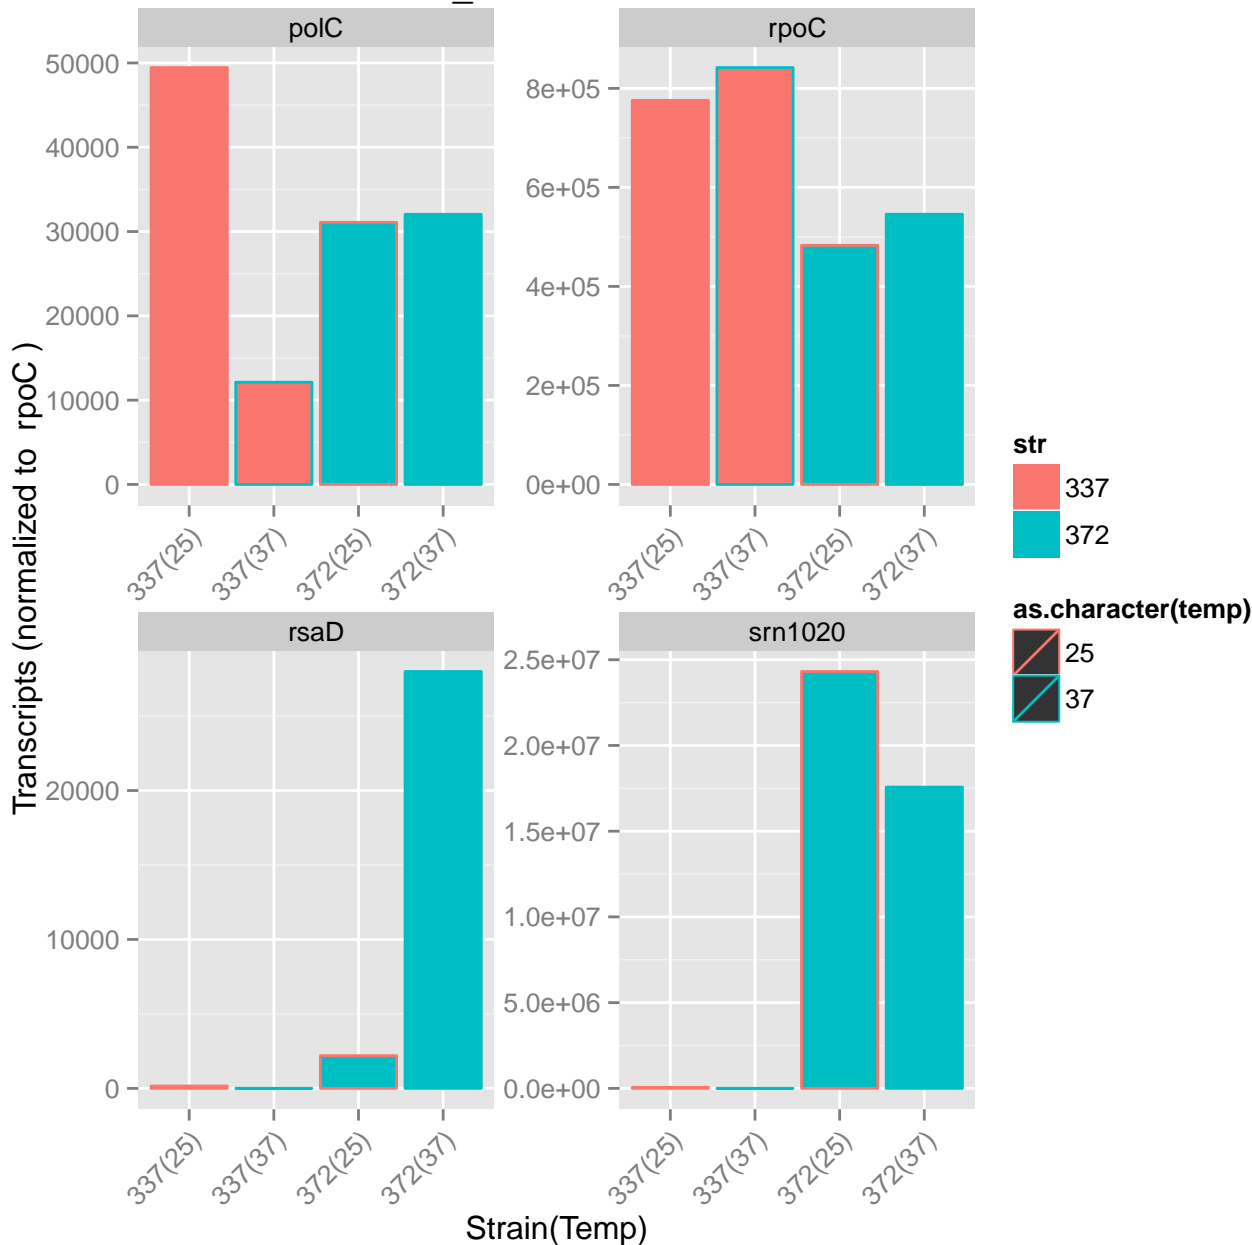 polC
50000
40000
30000
20000
10000
0
337(25)
337(37)
372(25)
372(37)
rpoC
8e+05
6e+05
4e+05
2e+05
0e+00
337(25)
337(37)
372(25)
372(37)
rsaD
20000
10000
0
337(25)
337(37)
372(25)
372(37)
srn1020
2.5e+07
2.0e+07
1.5e+07
1.0e+07
5.0e+06
0.0e+00
337(25)
337(37)
372(25)
372(37)
Transcripts (normalized to rpoC )
Strain(Temp)
str
337
372
as.character(temp)
25
37